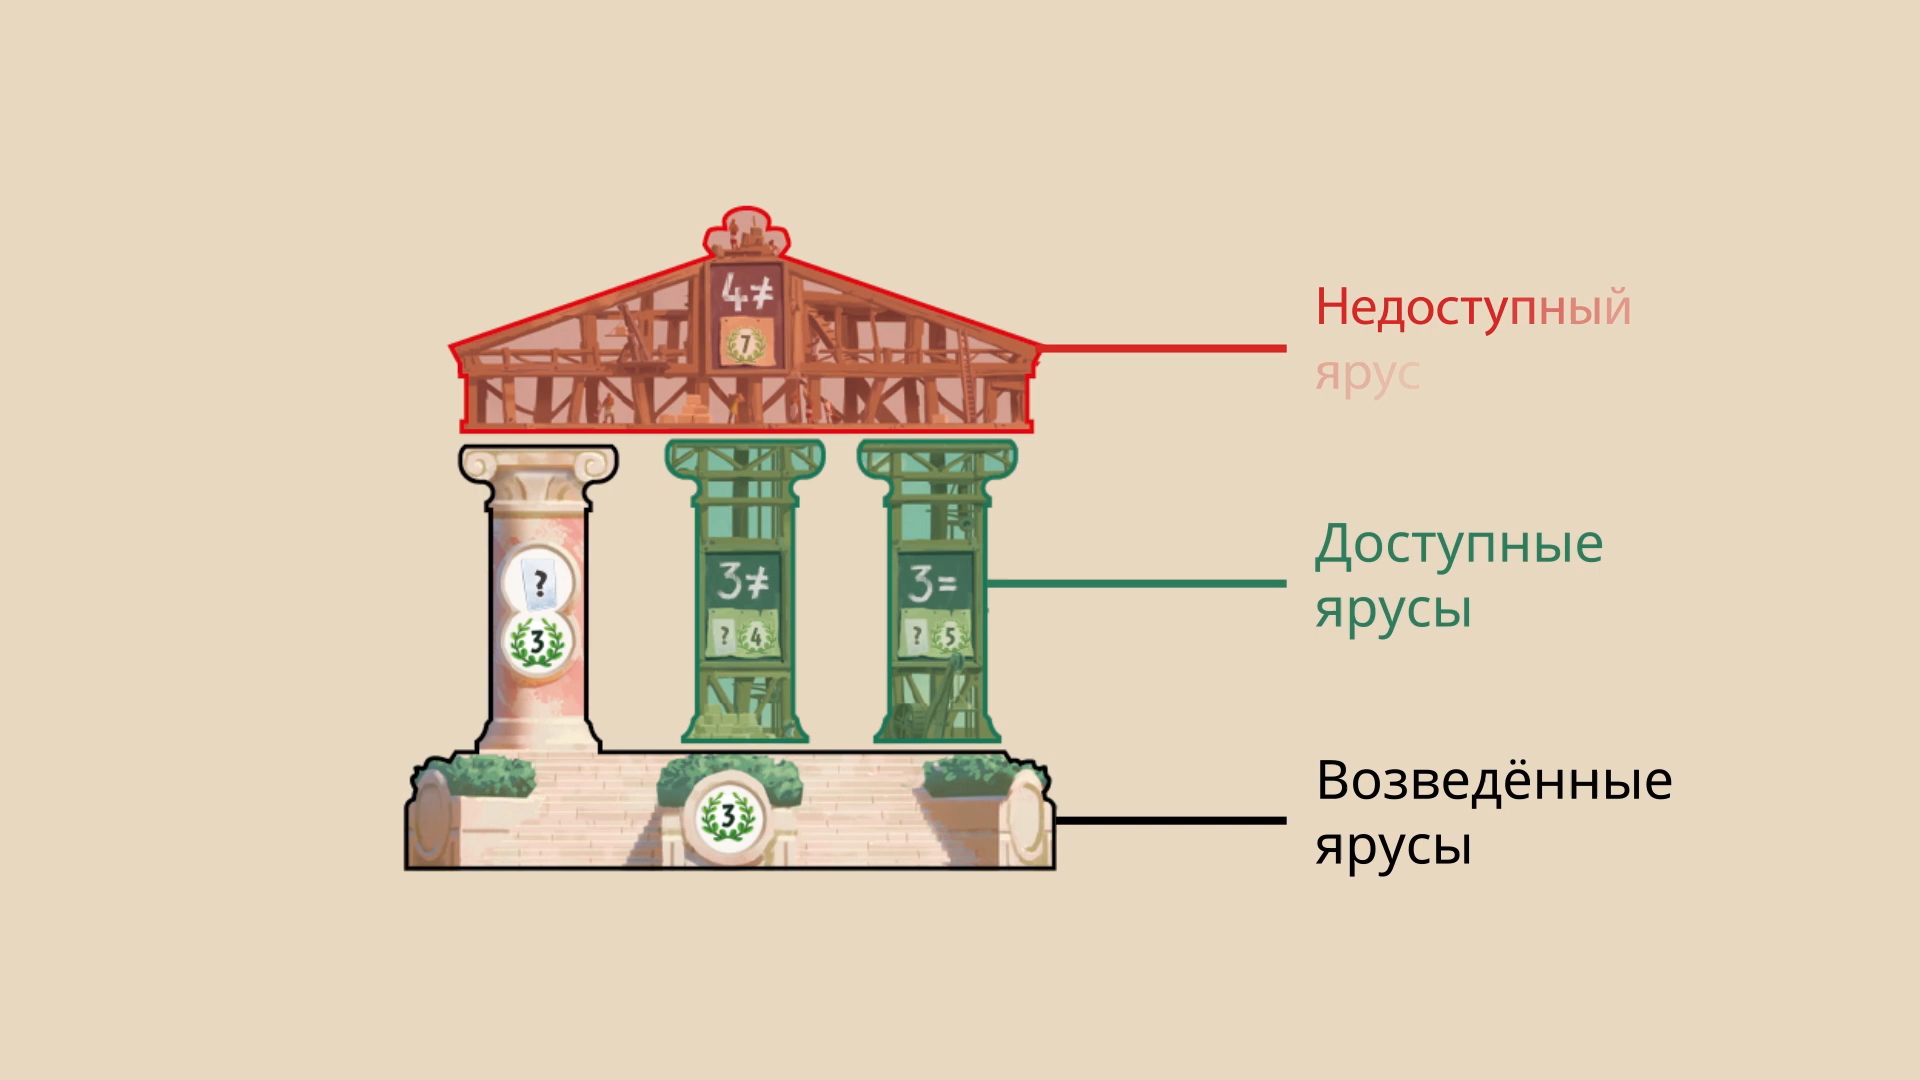 4≠
7
Недоступный
ярус
?
3
3≠
? 4
3=
? 5
Доступные
ярусы
3
Возведённые
ярусы